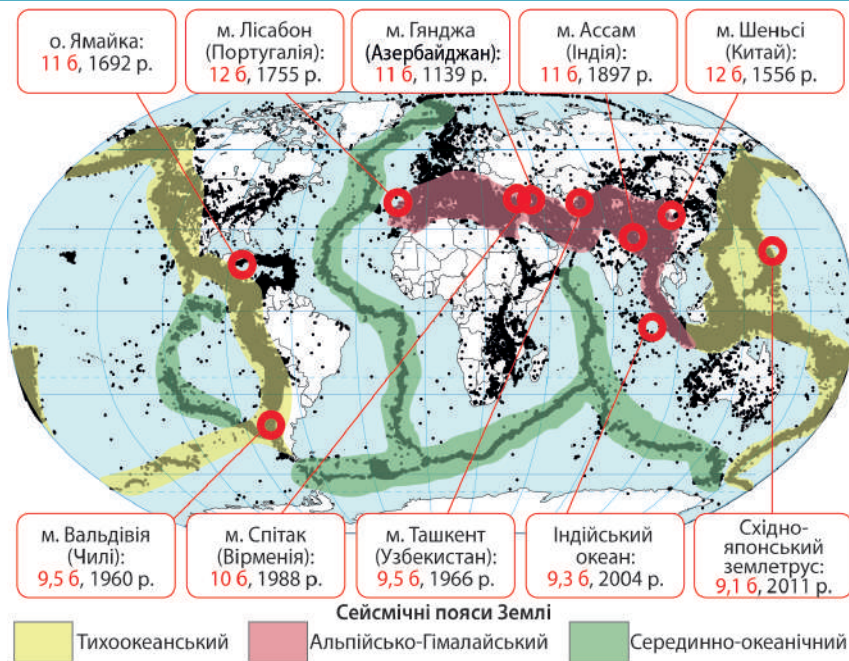 о. Ямайка:
11 б, 1692 р.
м. Лісабон
(Португалія):
12 б, 1755 р.
м. Гянджа
(Азербайджан):
11 б, 1139 р.
м. Ассам
(Індія):
11 б, 1897 р.
м. Шеньсі
(Китай):
12 б, 1556 р.
м. Вальдівія
(Чилі):
9,5 б, 1960 р.
м. Спітак
(Вірменія):
10 б, 1988 р.
м. Ташкент
(Узбекистан):
9,5 б, 1966 р.
Індійський
океан:
9,3 б, 2004 р.
Східно-
японський
землетрус:
9,1 б, 2011 р.
Сейсмічні пояси Землі
Тихоокеанський
Альпійсько-Гімалайський
Серединно-океанічний